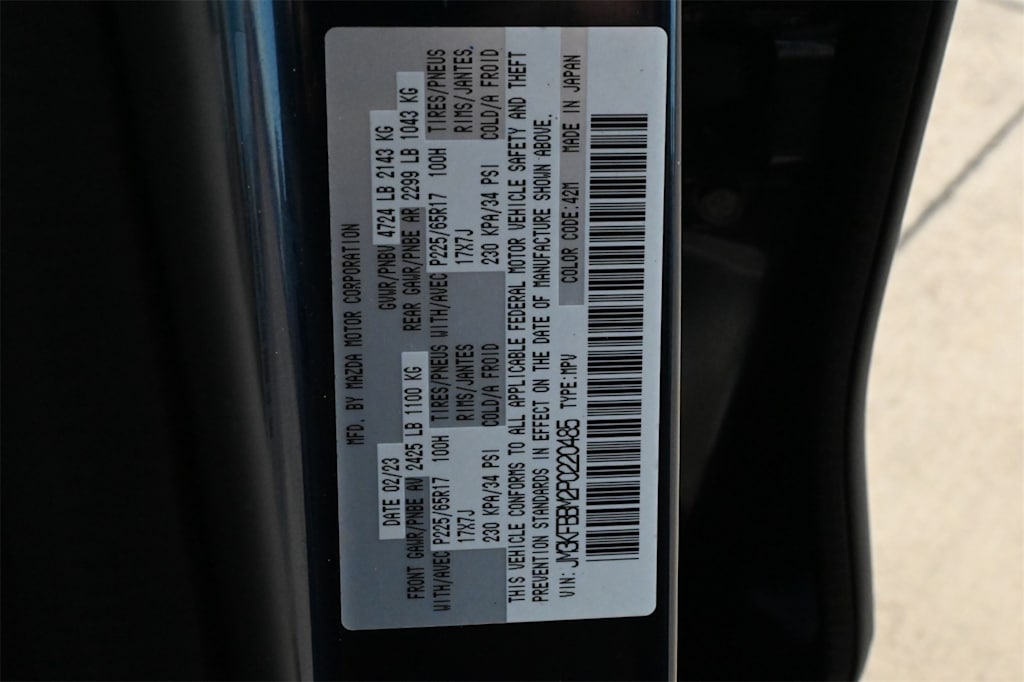 MFD. BY MAZDA MOTOR CORPORATION
DATE 02/23 GVWR/PNBV 4724 LB 2143 KG
FRONT GAWR/PNBE AV 2425 LB 1100 KG REAR GAWR/PNBE AR 2299 LB 1043 KG
WITH/AVEC P225/65R17 100H TIRES/PNEUS WITH/AVEC P225/65R17 100H TIRES/PNEUS
17X7J RIMS/JANTES 17X7J RIMS/JANTES.
230 KPA/34 PSI COLD/A FROID 230 KPA/34 PSI COLD/A FROID
THIS VEHICLE CONFORMS TO ALL APPLICABLE FEDERAL MOTOR VEHICLE SAFETY AND THEFT
PREVENTION STANDARDS IN EFFECT ON THE DATE OF MANUFACTURE SHOWN ABOVE.
VIN: JM3KFBBM2P0220485 TYPE:MPV COLOR CODE:42M MADE IN JAPAN